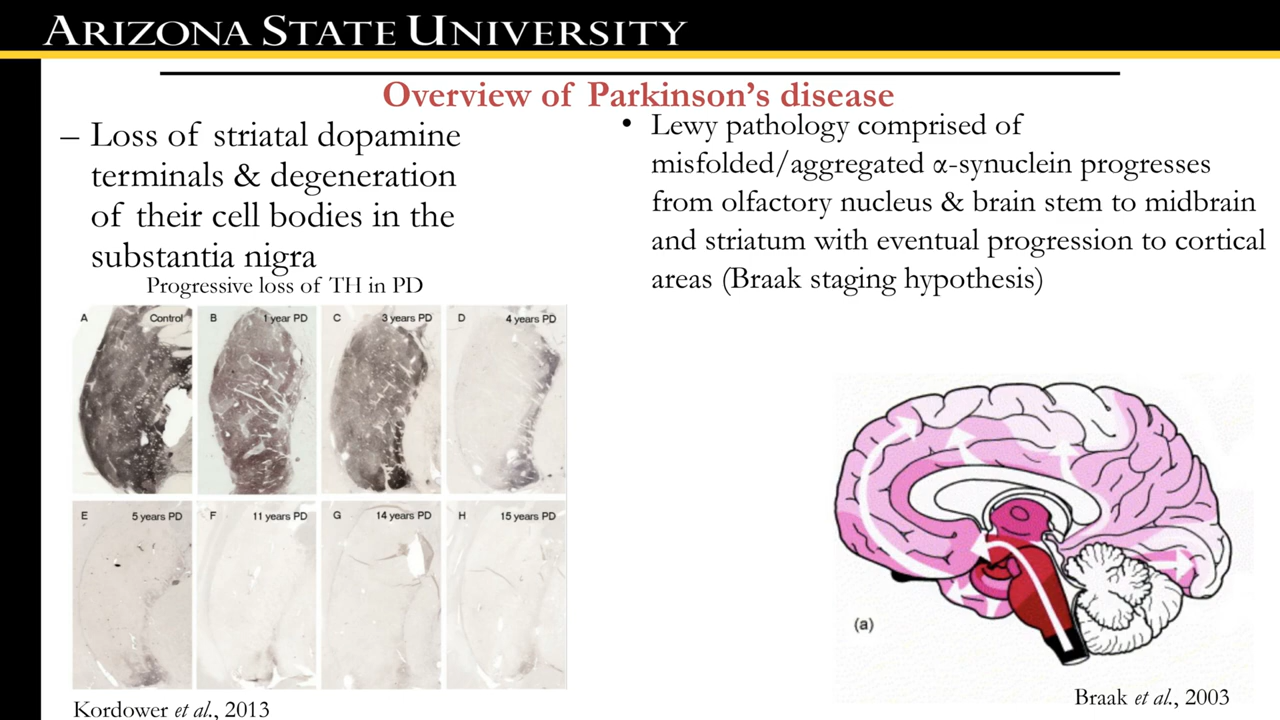 ARIZONA STATE UNIVERSITY
Overview of Parkinson's disease
– Loss of striatal dopamine
terminals & degeneration
of their cell bodies in the
substantia nigra
Progressive loss of TH in PD
A Control
B 1 year PD
C 3 years PD
D 4 years PD
E 5 years PD
F 11 years PD
G 14 years PD
H 15 years PD
Kordower et al., 2013
• Lewy pathology comprised of
misfolded/aggregated α-synuclein progresses
from olfactory nucleus & brain stem to midbrain
and striatum with eventual progression to cortical
areas (Braak staging hypothesis)
(a)
Braak et al., 2003